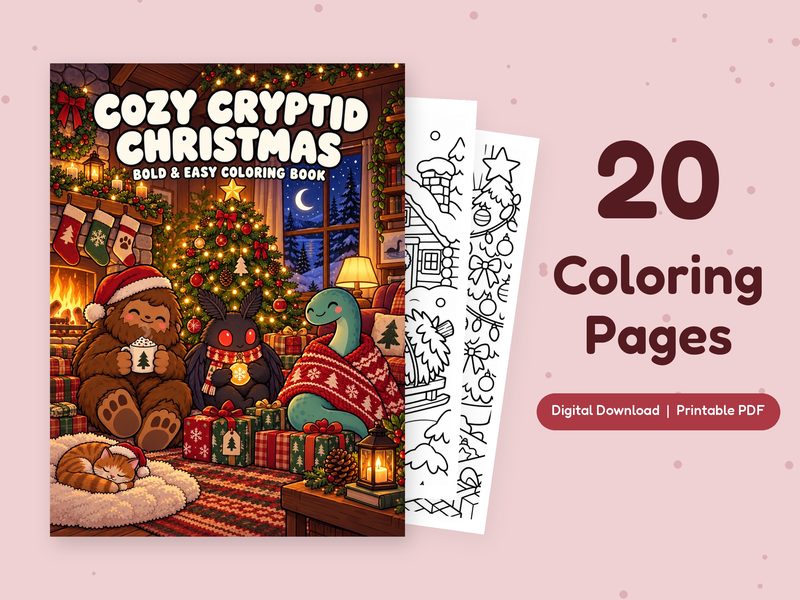 COZY CRYPTID
CHRISTMAS
BOLD & EASY COLORING BOOK
20
Coloring
Pages
Digital Download | Printable PDF